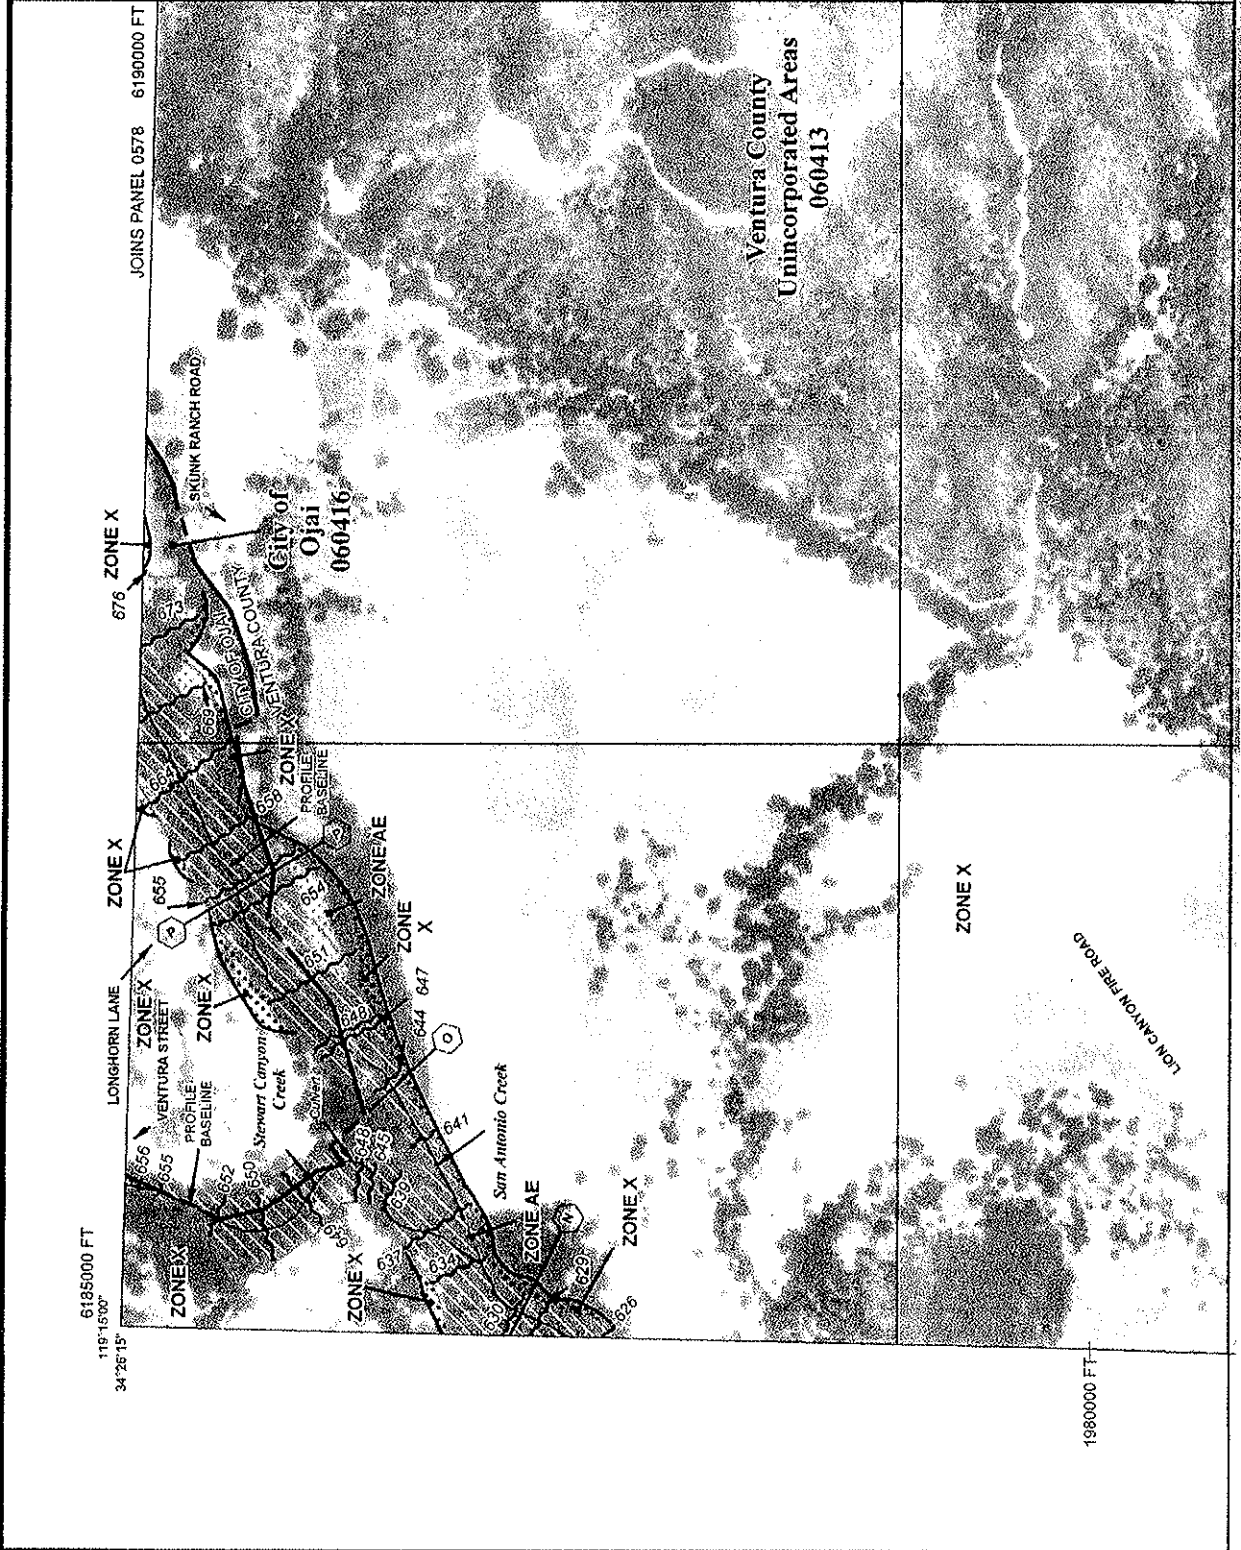 JOINS PANEL 0578
6190000 FT
6185000 FT
119°15'00"
34°26'15"
1980000 FT
LONGHORN LANE
ZONE X
VENTURA STREET
ZONE X
PROFILE
BASELINE
Stewart Canyon
Creek
Culvert
656
655
652
650
649
648
645
ZONE X
ZONE X
655
P
676
ZONE X
SKUNK RANCH ROAD
City of
Ojai
060416
673
669
664
658
CITY OF OJAI
VENTURA COUNTY
ZONE X
PROFILE
BASELINE
P
654
ZONE AE
651
ZONE
X
648
647
644
O
641
San Antonio Creek
639
637
634
ZONE X
ZONE AE
N
630
629
ZONE X
626
Ventura County
Unincorporated Areas
060413
ZONE X
LION CANYON FIRE ROAD